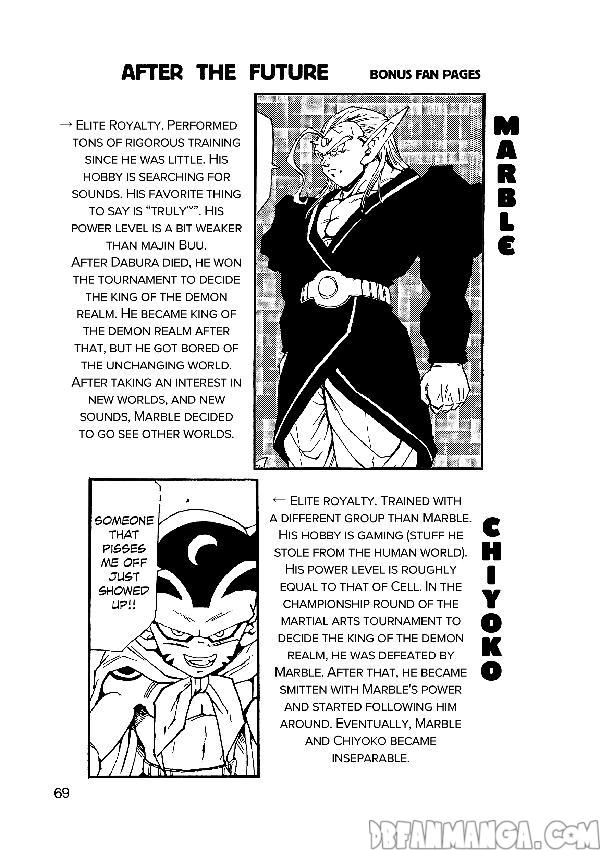 AFTER THE FUTURE
BONUS FAN PAGES
MARBLE
→ ELITE ROYALTY. PERFORMED
TONS OF RIGOROUS TRAINING
SINCE HE WAS LITTLE. HIS
HOBBY IS SEARCHING FOR
SOUNDS. HIS FAVORITE THING
TO SAY IS "TRULY~". HIS
POWER LEVEL IS A BIT WEAKER
THAN MAJIN BUU.
AFTER DABURA DIED, HE WON
THE TOURNAMENT TO DECIDE
THE KING OF THE DEMON
REALM. HE BECAME KING OF
THE DEMON REALM AFTER
THAT, BUT HE GOT BORED OF
THE UNCHANGING WORLD.
AFTER TAKING AN INTEREST IN
NEW WORLDS, AND NEW
SOUNDS, MARBLE DECIDED
TO GO SEE OTHER WORLDS.
CHIYOKO
← ELITE ROYALTY. TRAINED WITH
A DIFFERENT GROUP THAN MARBLE.
HIS HOBBY IS GAMING (STUFF HE
STOLE FROM THE HUMAN WORLD).
HIS POWER LEVEL IS ROUGHLY
EQUAL TO THAT OF CELL. IN THE
CHAMPIONSHIP ROUND OF THE
MARTIAL ARTS TOURNAMENT TO
DECIDE THE KING OF THE DEMON
REALM, HE WAS DEFEATED BY
MARBLE. AFTER THAT, HE BECAME
SMITTEN WITH MARBLE'S POWER
AND STARTED FOLLOWING HIM
AROUND. EVENTUALLY, MARBLE
AND CHIYOKO BECAME
INSEPARABLE.
SOMEONE
THAT
PISSES
ME OFF
JUST
SHOWED
UP!!
69
DBFANMANGA.COM